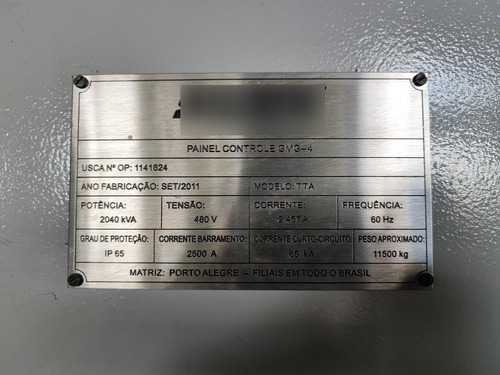 PAINEL CONTROLE GMG-4
USCA Nº OP: 1141624
ANO FABRICAÇÃO: SET/2011 MODELO: TTA
POTÊNCIA: TENSÃO: CORRENTE: FREQUÊNCIA:
2040 kVA 480 V 2.457 A 60 Hz
GRAU DE PROTEÇÃO: CORRENTE BARRAMENTO: CORRENTE CURTO-CIRCUITO: PESO APROXIMADO:
IP 65 2500 A 65 kA 11500 kg
MATRIZ: PORTO ALEGRE - FILIAIS EM TODO O BRASIL